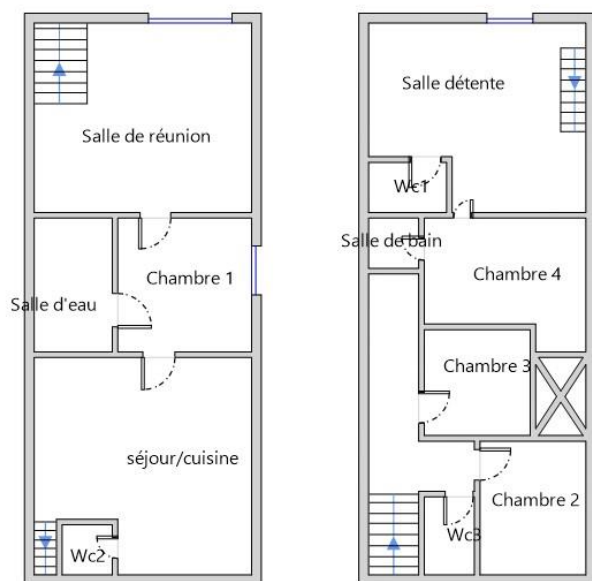 Salle de réunion
Salle d'eau
Chambre 1
séjour/cuisine
Wc2
Salle détente
Wc1
Salle de bain
Chambre 4
Chambre 3
Chambre 2
Wc3